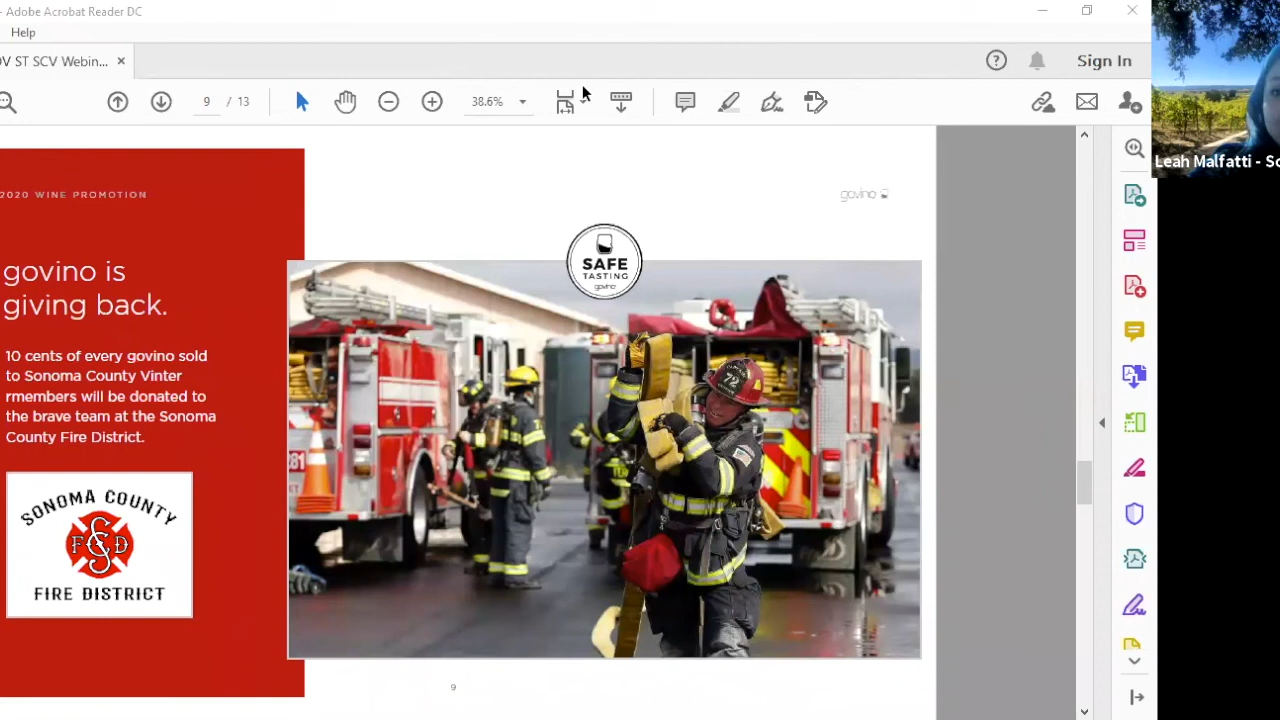 - Adobe Acrobat Reader DC
Help
OV ST SCV Webin...
Sign In
9 / 13
38.6%
2020 WINE PROMOTION
govino
govino is
giving back.
10 cents of every govino sold
to Sonoma County Vinter
rmembers will be donated to
the brave team at the Sonoma
County Fire District.
SONOMA COUNTY
F S D
FIRE DISTRICT
SAFE
TASTING
govino
72
281
9
Leah Malfatti - So